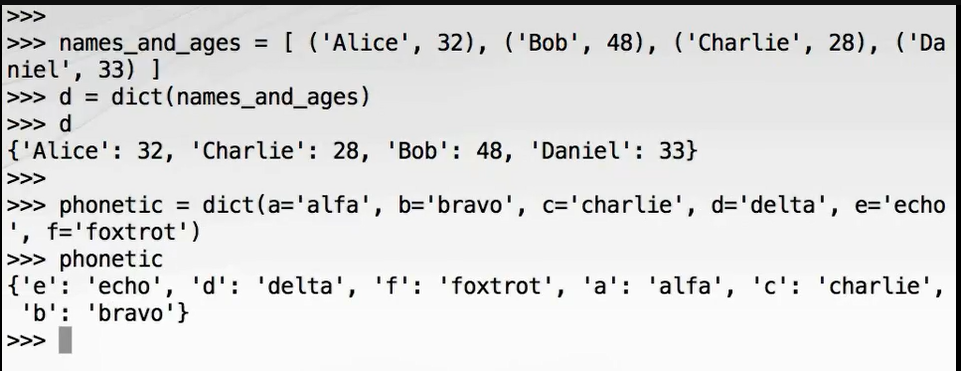 >>>
>>> names_and_ages = [ ('Alice', 32), ('Bob', 48), ('Charlie', 28), ('Da
niel', 33) ]
>>> d = dict(names_and_ages)
>>> d
{'Alice': 32, 'Charlie': 28, 'Bob': 48, 'Daniel': 33}
>>>
>>> phonetic = dict(a='alfa', b='bravo', c='charlie', d='delta', e='echo
', f='foxtrot')
>>> phonetic
{'e': 'echo', 'd': 'delta', 'f': 'foxtrot', 'a': 'alfa', 'c': 'charlie',
 'b': 'bravo'}
>>>